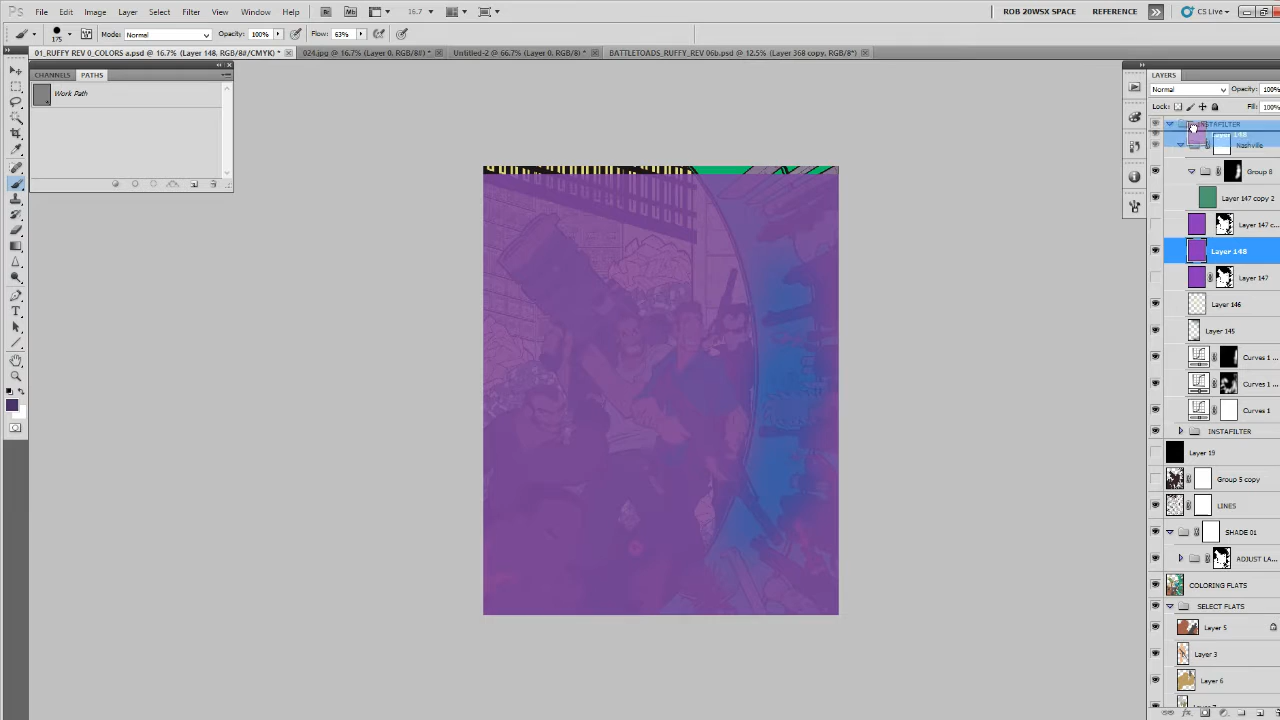 Ps File Edit Image Layer Select Filter View Window Help Br Mb 16.7 ROB 20WSX SPACE REFERENCE CS Live
175 Mode: Normal Opacity: 100% Flow: 63%
01_RUFFY REV 0_COLORS a.psd @ 16.7% (Layer 148, RGB/8#/CMYK) * 024.jpg @ 16.7% (Layer 0, RGB/8#) * Untitled-2 @ 66.7% (Layer 0, RGB/8) * BATTLETOADS_RUFFY_REV 06b.psd @ 12.5% (Layer 368 copy, RGB/8*)
CHANNELS PATHS
Work Path
LAYERS
Normal Opacity: 100%
Lock: Fill: 100%
INSTAFILTER
Layer 148
Nashville
Group 8
Layer 147 copy 2
Layer 147 c...
Layer 148
Layer 147
Layer 146
Layer 145
Curves 1 ...
Curves 1 ...
Curves 1
INSTAFILTER
Layer 19
Group 5 copy
LINES
SHADE 01
ADJUST LA...
COLORING FLATS
SELECT FLATS
Layer 5
Layer 3
Layer 6